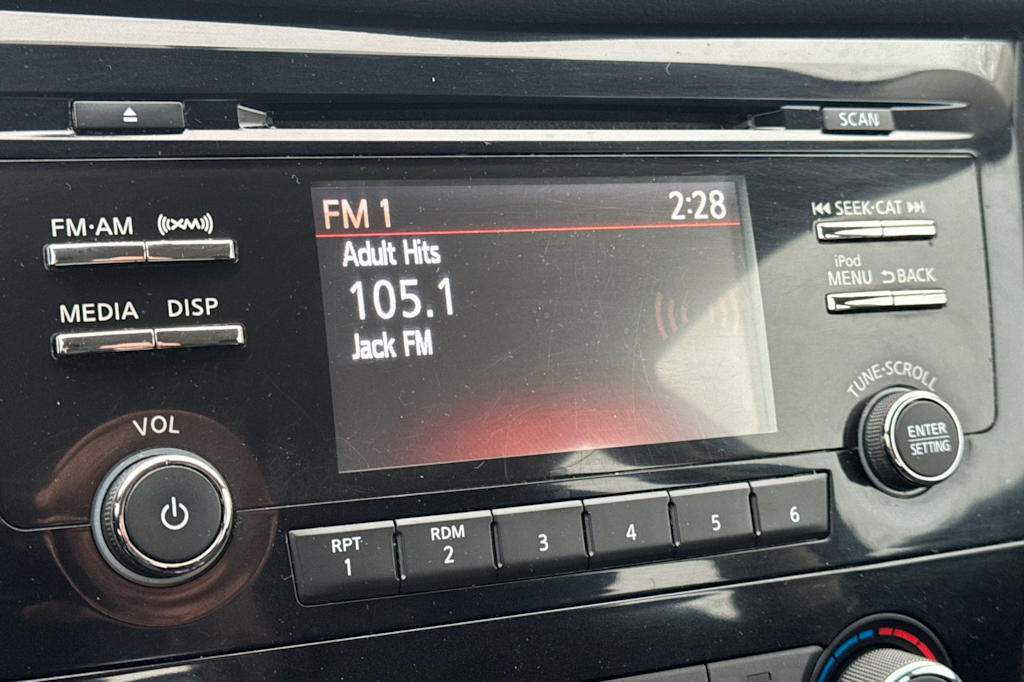 SCAN
FM·AM
((XM))
MEDIA
DISP
VOL
FM 1
2:28
Adult Hits
105.1
Jack FM
SEEK·CAT
iPod
MENU
BACK
TUNE·SCROLL
ENTER
SETTING
RPT
1
RDM
2
3
4
5
6